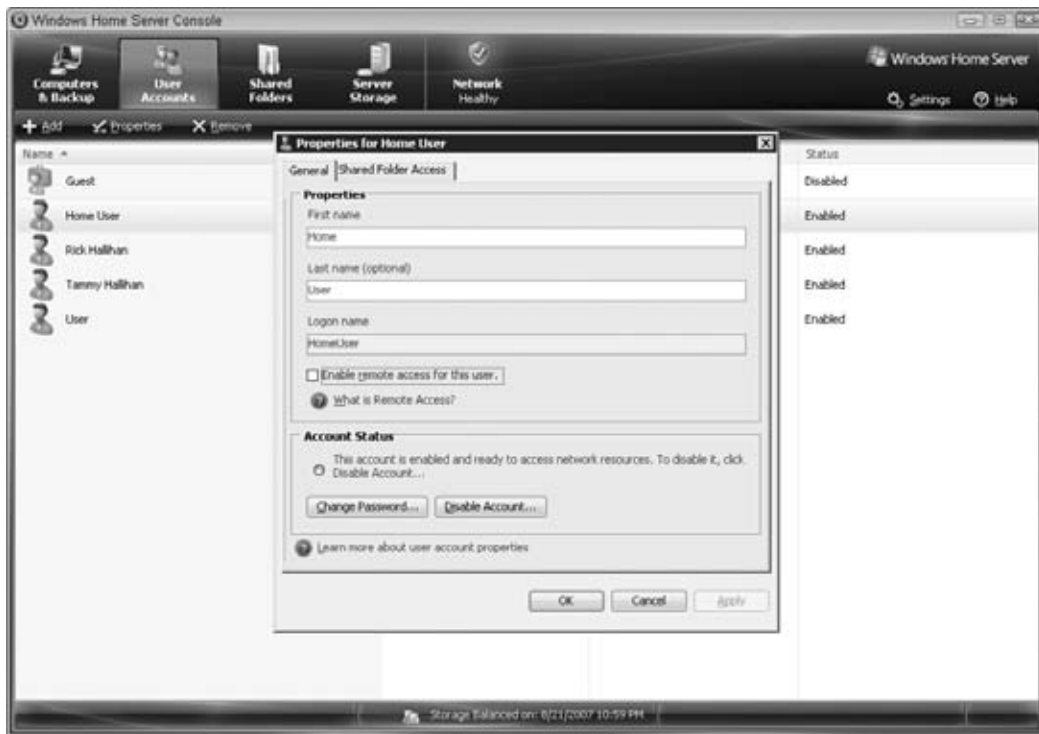 Windows Home Server Console
Computers
& Backup
User
Accounts
Shared
Folders
Server
Storage
Network
Healthy
Windows Home Server
Settings
Help
Add
Properties
Remove
Name
Status
Guest
Disabled
Home User
Enabled
Rick Hallihan
Enabled
Tammy Hallihan
Enabled
User
Enabled
Properties for Home User
General
Shared Folder Access
Properties
First name
Home
Last name (optional)
User
Logon name
HomeUser
Enable remote access for this user.
What is Remote Access?
Account Status
This account is enabled and ready to access network resources. To disable it, click
Disable Account...
Change Password...
Disable Account...
Learn more about user account properties
OK
Cancel
Apply
Storage Balanced on: 8/21/2007 10:59 PM